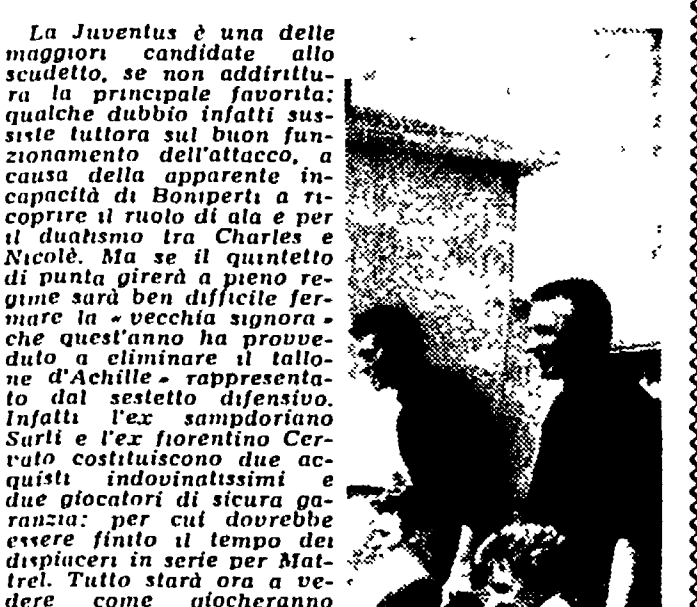 La Juventus è una delle
maggiori candidate allo
scudetto, se non addirittu-
ra la principale favorita:
qualche dubbio infatti sus-
siste tuttora sul buon fun-
zionamento dell'attacco, a
causa della apparente in-
capacità di Boniperti a ri-
coprire il ruolo di ala e per
il dualismo tra Charles e
Nicolè. Ma se il quintetto
di punta girerà a pieno re-
gime sarà ben difficile fer-
mare la « vecchia signora »
che quest'anno ha provve-
duto a eliminare il tallo-
ne d'Achille » rappresenta-
to dal sestetto difensivo.
Infatti l'ex sampdoriano
Sarti e l'ex fiorentino Cer-
vato costituiscono due ac-
quisti indovinatissimi e
due giocatori di sicura ga-
ranzia: per cui dovrebbe
essere finito il tempo dei
dispiaceri in serie per Mat-
trel. Tutto starà ora a ve-
dere come giocheranno